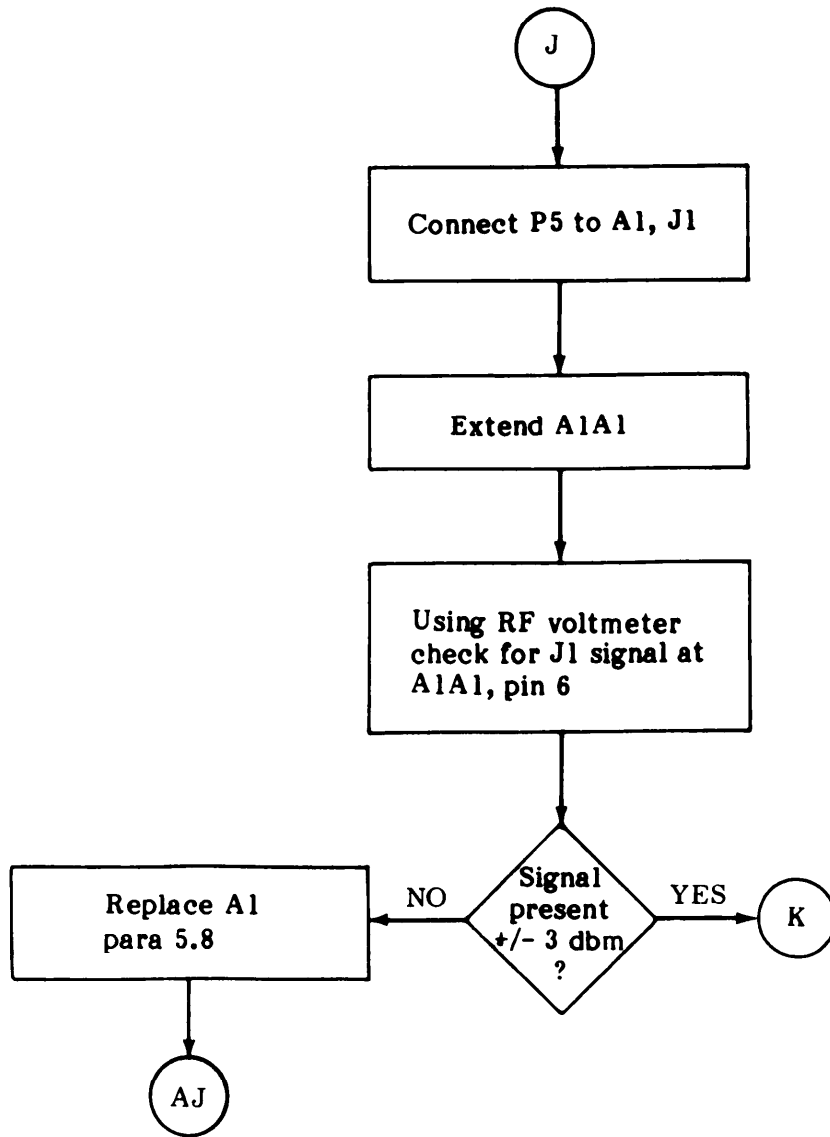 J
Connect P5 to A1, J1
Extend A1A1
Using RF voltmeter
check for J1 signal at
A1A1, pin 6
Signal
present
+/- 3 dbm
?
NO
YES
Replace A1
para 5.8
K
AJ